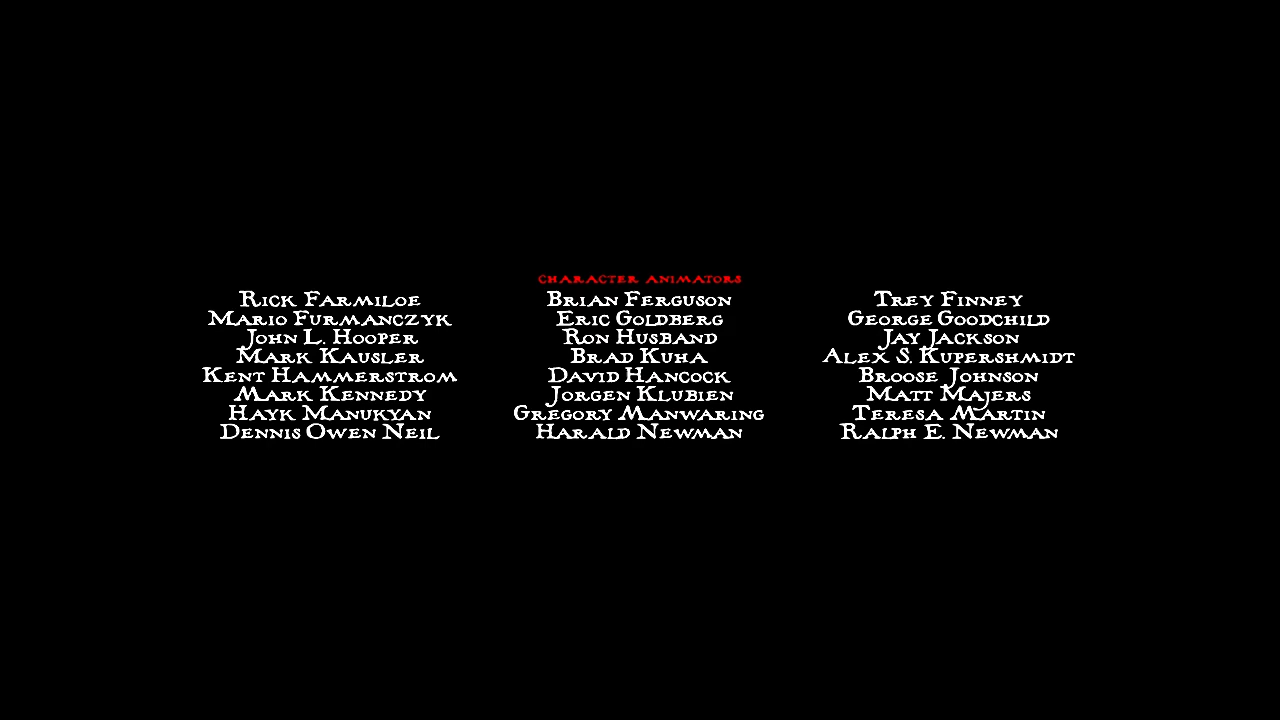 CHARACTER ANIMATORS
RICK FARMILOE BRIAN FERGUSON TREY FINNEY
MARIO FURMANCZYK ERIC GOLDBERG GEORGE GOODCHILD
JOHN L. HOOPER RON HUSBAND JAY JACKSON
MARK KAUSLER BRAD KUHA ALEX S. KUPERSHMIDT
KENT HAMMERSTROM DAVID HANCOCK BROOSE JOHNSON
MARK KENNEDY JORGEN KLUBIEN MATT MAJERS
HAYK MANUKYAN GREGORY MANWARING TERESA MARTIN
DENNIS OWEN NEIL HARALD NEWMAN RALPH E. NEWMAN